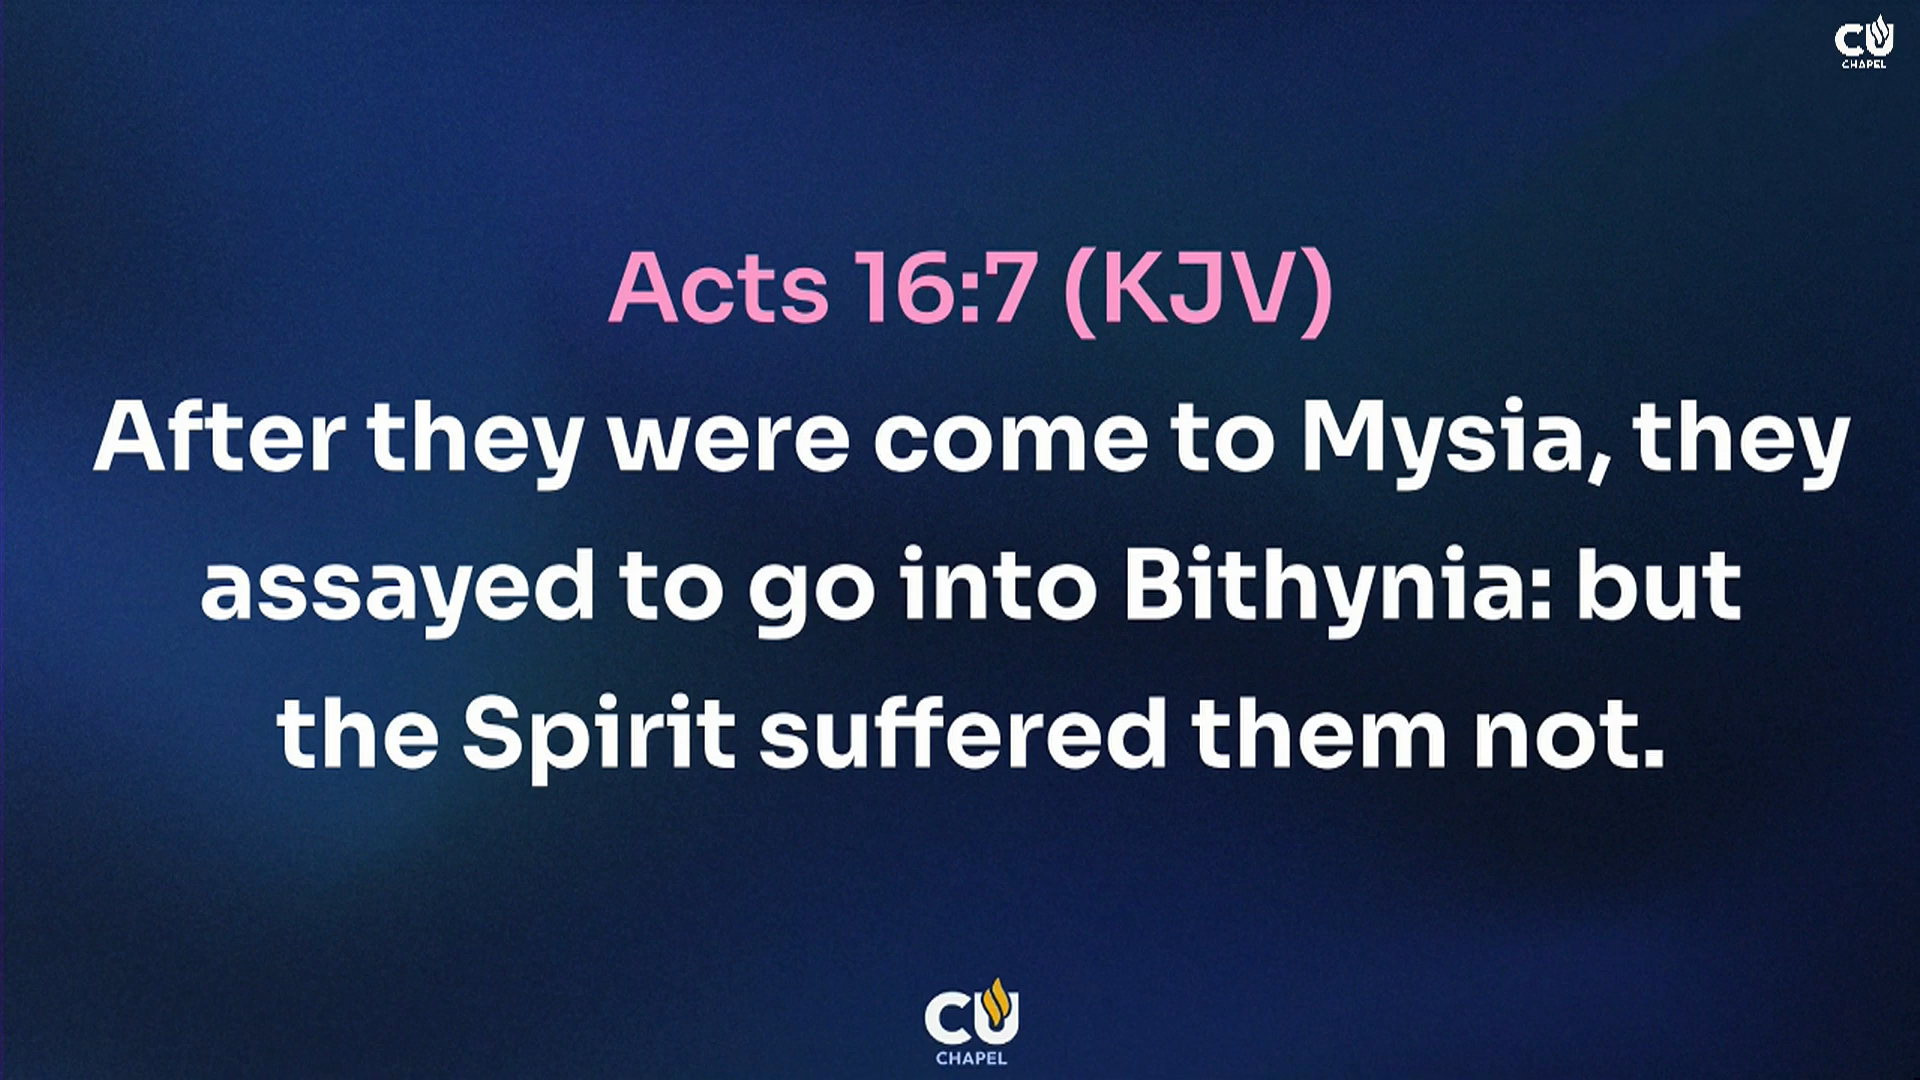 CU
CHAPEL
Acts 16:7 (KJV)
After they were come to Mysia, they
assayed to go into Bithynia: but
the Spirit suffered them not.
CU
CHAPEL